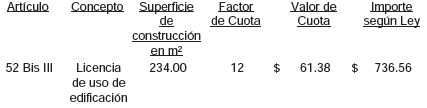 Artículo Concepto Superficie Factor Valor de Importe
de de Cuota Cuota según Ley
construcción
en m²
52 Bis III Licencia 234.00 12 $ 61.38 $ 736.56
de uso de
edificación